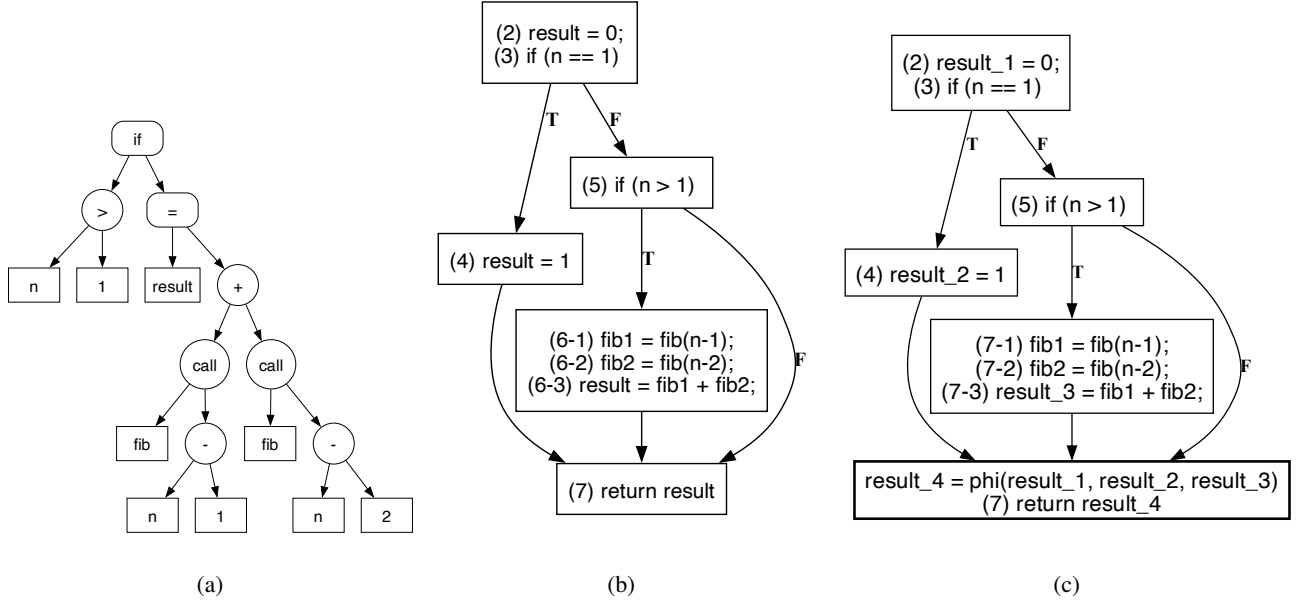 if
>
=
n
1
result
+
call
call
fib
-
fib
-
n
1
n
2
(a)
(2) result = 0;
(3) if (n == 1)
T
F
(5) if (n > 1)
(4) result = 1
T
(6-1) fib1 = fib(n-1);
(6-2) fib2 = fib(n-2);
(6-3) result = fib1 + fib2;
F
(7) return result
(b)
(2) result_1 = 0;
(3) if (n == 1)
T
F
(5) if (n > 1)
(4) result_2 = 1
T
(7-1) fib1 = fib(n-1);
(7-2) fib2 = fib(n-2);
(7-3) result_3 = fib1 + fib2;
F
result_4 = phi(result_1, result_2, result_3)
(7) return result_4
(c)